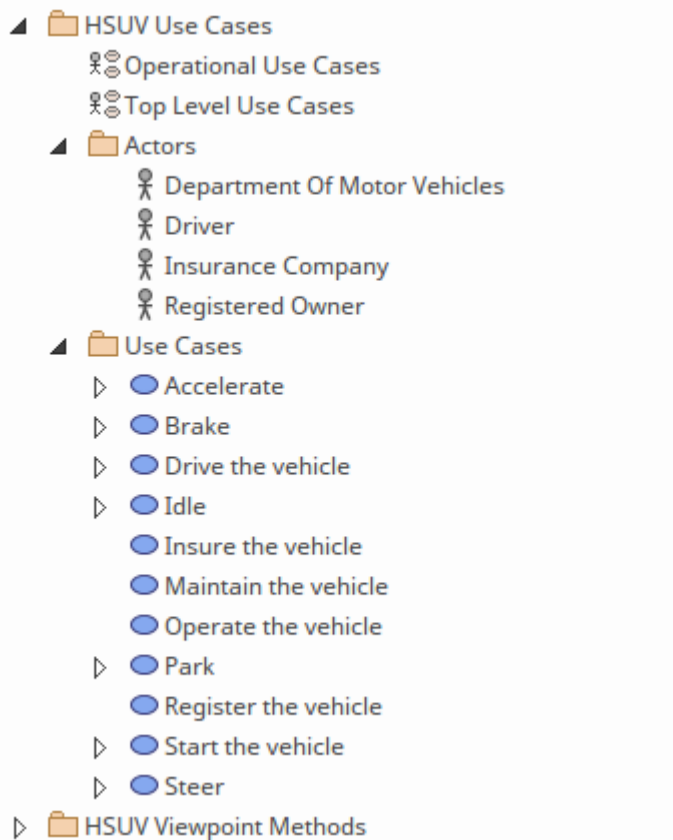 HSUV Use Cases
Operational Use Cases
Top Level Use Cases
Actors
Department Of Motor Vehicles
Driver
Insurance Company
Registered Owner
Use Cases
Accelerate
Brake
Drive the vehicle
Idle
Insure the vehicle
Maintain the vehicle
Operate the vehicle
Park
Register the vehicle
Start the vehicle
Steer
HSUV Viewpoint Methods